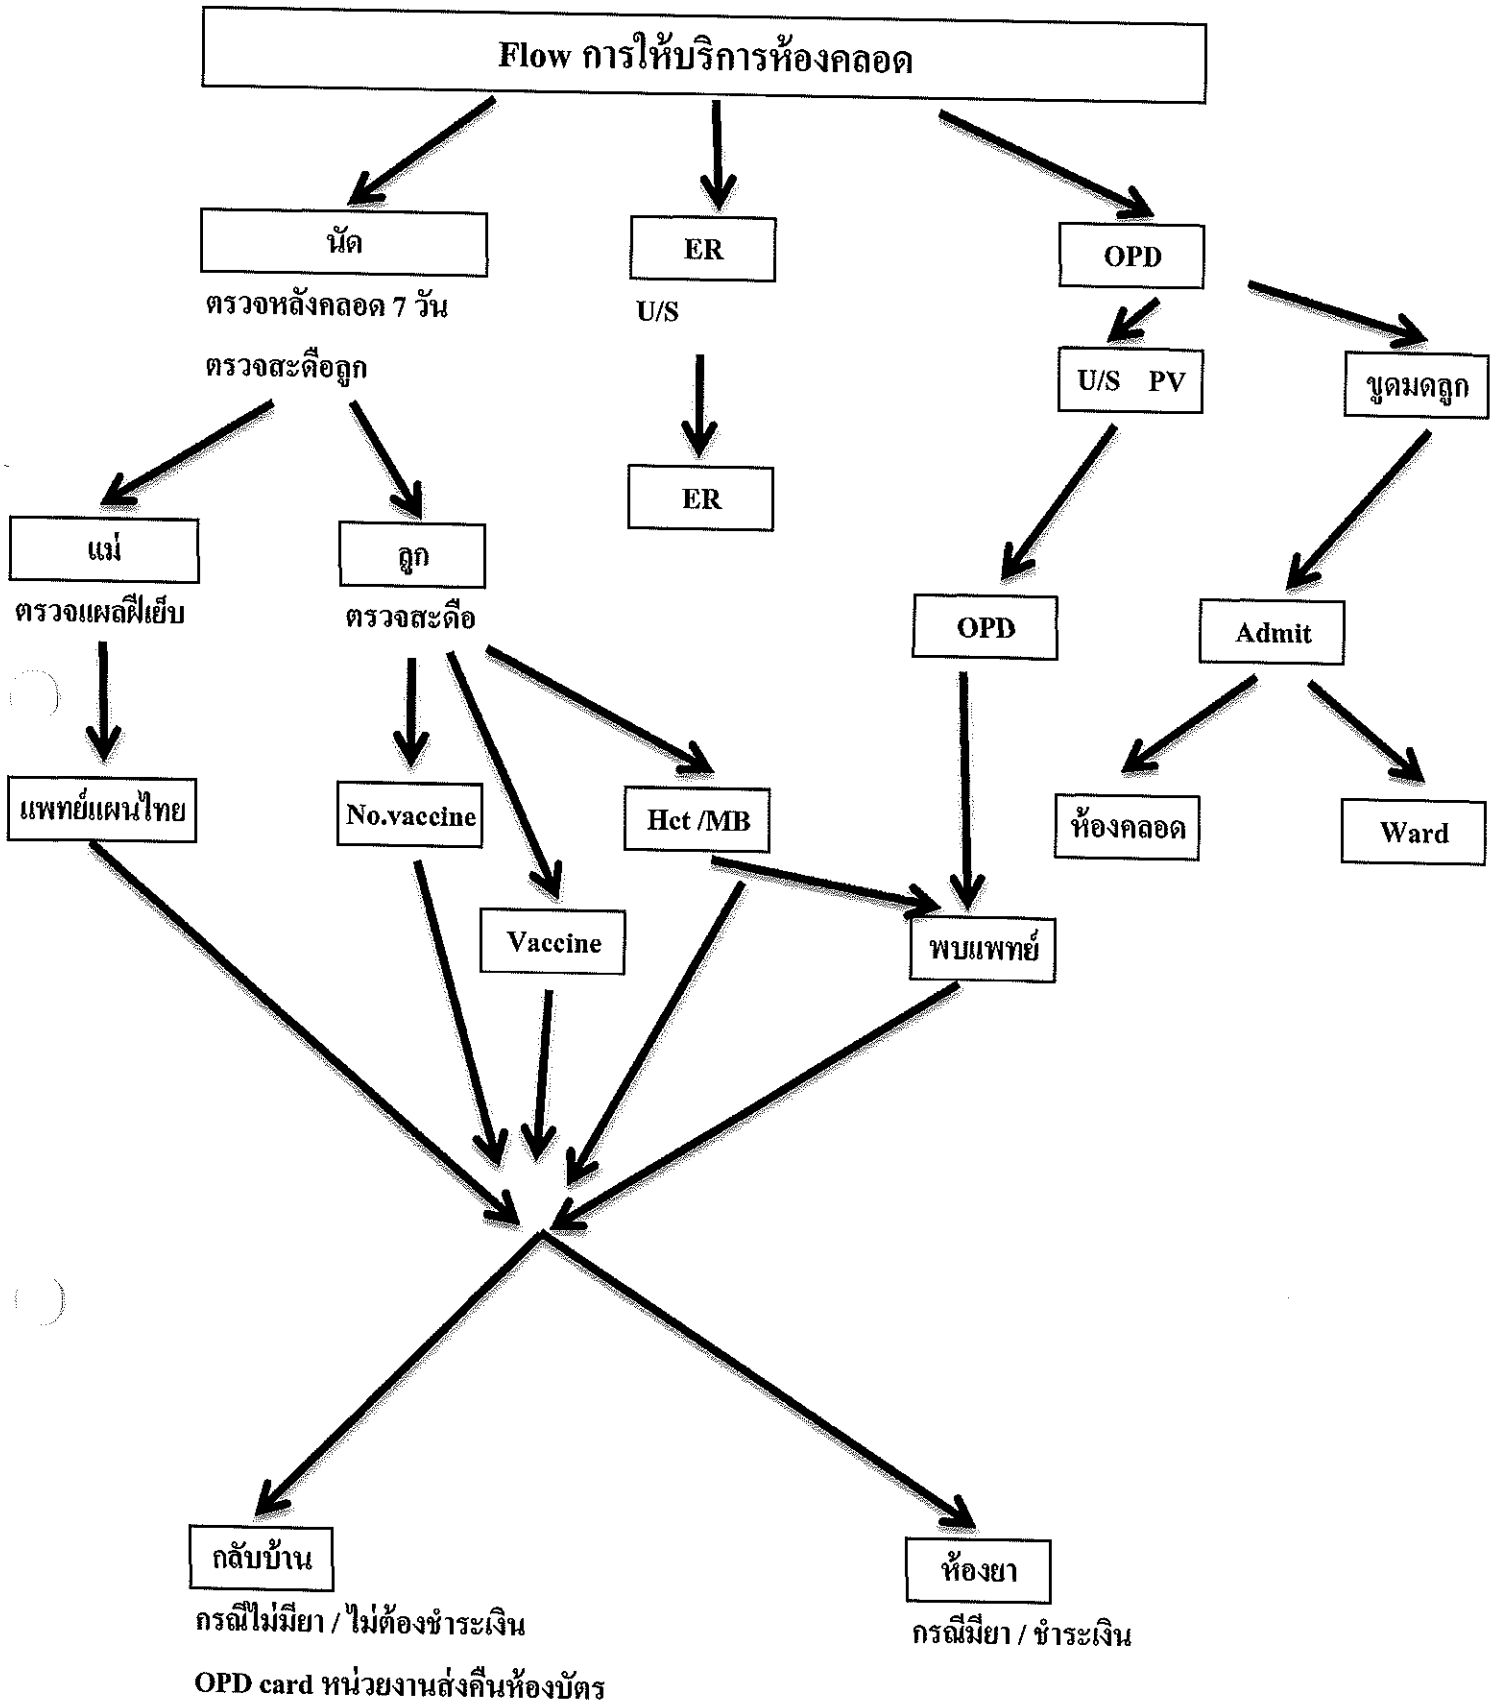 Flow การให้บริการห้องคลอด
นัด
ER
OPD
ตรวจหลังคลอด 7 วัน
U/S
ตรวจสะดือลูก
U/S PV
ขูดมดลูก
ER
แม่
ลูก
ตรวจแผลฝีเย็บ
ตรวจสะดือ
OPD
Admit
แพทย์แผนไทย
No.vaccine
Hct /MB
ห้องคลอด
Ward
Vaccine
พบแพทย์
กลับบ้าน
ห้องยา
กรณีไม่มียา / ไม่ต้องชำระเงิน
กรณีมียา / ชำระเงิน
OPD card หน่วยงานส่งคืนห้องบัตร